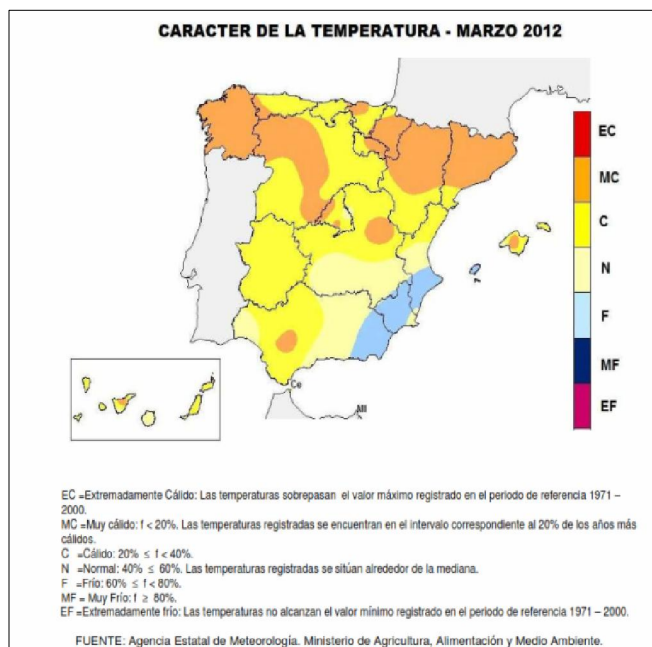 CARACTER DE LA TEMPERATURA - MARZO 2012
EC
MC
C
N
F
MF
EF
Ce
Ml
EC =Extremadamente Cálido: Las temperaturas sobrepasan el valor máximo registrado en el periodo de referencia 1971 –
2000.
MC =Muy cálido: f < 20%. Las temperaturas registradas se encuentran en el intervalo correspondiente al 20% de los años más
cálidos.
C =Cálido: 20% ≤ f < 40%.
N =Normal: 40% ≤ 60%. Las temperaturas registradas se sitúan alrededor de la mediana.
F =Frío: 60% ≤ f < 80%.
MF = Muy Frío: f ≥ 80%.
EF =Extremadamente frío: Las temperaturas no alcanzan el valor mínimo registrado en el periodo de referencia 1971 – 2000.
FUENTE: Agencia Estatal de Meteorología. Ministerio de Agricultura, Alimentación y Medio Ambiente.